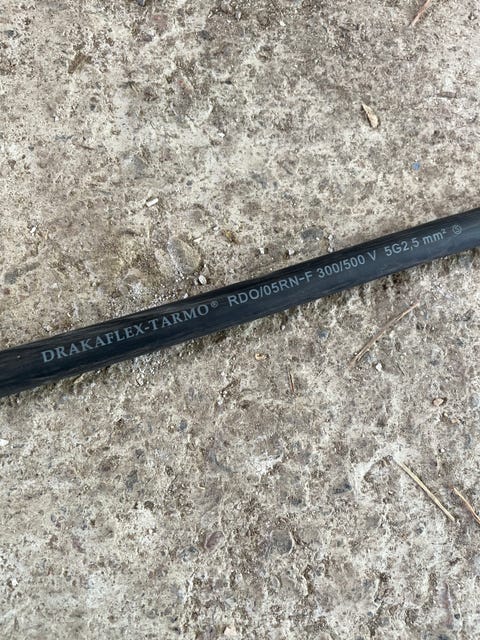 DRAKAFLEX-TARMO® RDO/05RN-F 300/500 V 5G2,5 mm² Ⓢ